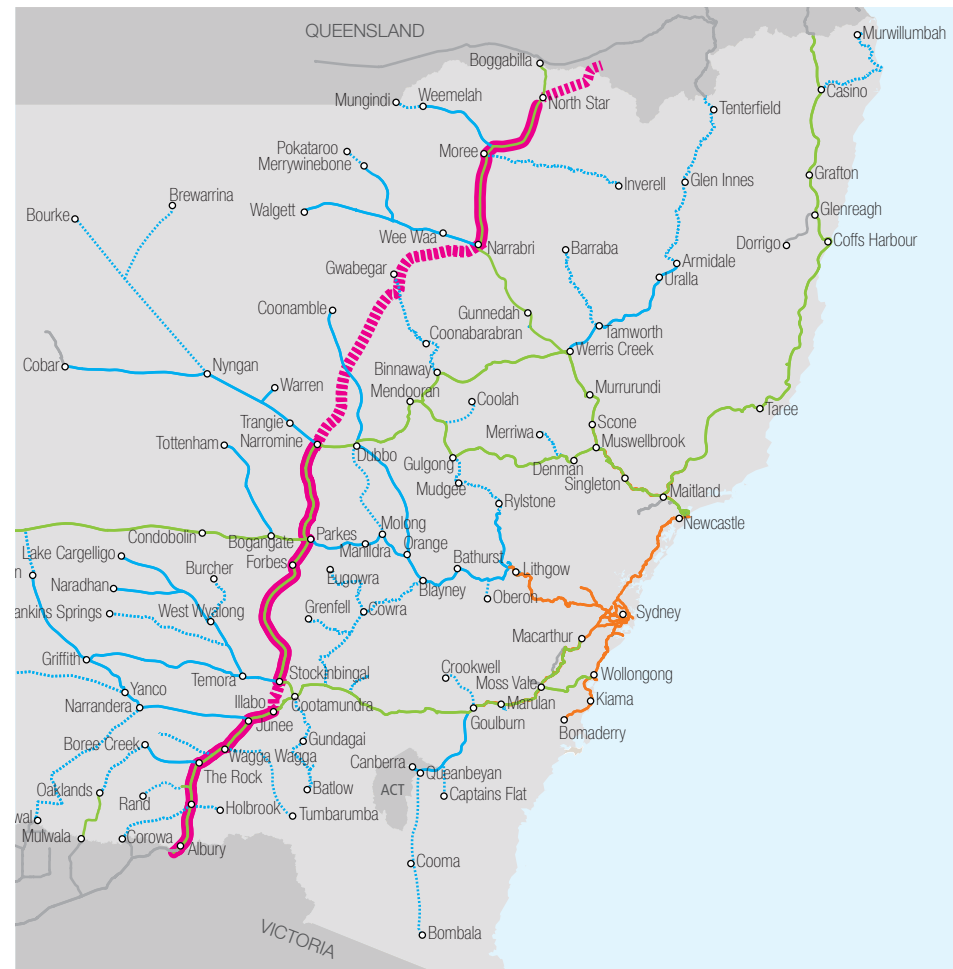 QUEENSLAND
Murwillumbah
Boggabilla
Mungindi
Weemelah
North Star
Casino
Tenterfield
Moree
Pokataroo
Merrywinebone
Inverell
Glen Innes
Grafton
Brewarrina
Bourke
Walgett
Glenreagh
Wee Waa
Narrabri
Barraba
Dorrigo
Coffs Harbour
Gwabegar
Armidale
Uralla
Coonamble
Gunnedah
Coonabarabran
Tamworth
Werris Creek
Cobar
Nyngan
Binnaway
Warren
Mendooran
Murrurundi
Coolah
Taree
Trangie
Scone
Merriwa
Muswellbrook
Tottenham
Narromine
Dubbo
Gulgong
Denman
Singleton
Mudgee
Maitland
Rylstone
Newcastle
Condobolin
Bogangate
Parkes
Molong
Manildra
Orange
Lake Cargelligo
Forbes
Burcher
Eugowra
Bathurst
Lithgow
n
Naradhan
Blayney
Oberon
ankins Springs
West Wyalong
Grenfell
Cowra
Sydney
Macarthur
Griffith
Temora
Stockinbingal
Crookwell
Moss Vale
Wollongong
Yanco
Narrandera
Illabo
Cootamundra
Marulan
Kiama
Junee
Goulburn
Bomaderry
Boree Creek
Wagga Wagga
Gundagai
Canberra
Queanbeyan
The Rock
Oaklands
Rand
Batlow
ACT
Captains Flat
Holbrook
Tumbarumba
wal
Mulwala
Corowa
Albury
Cooma
VICTORIA
Bombala